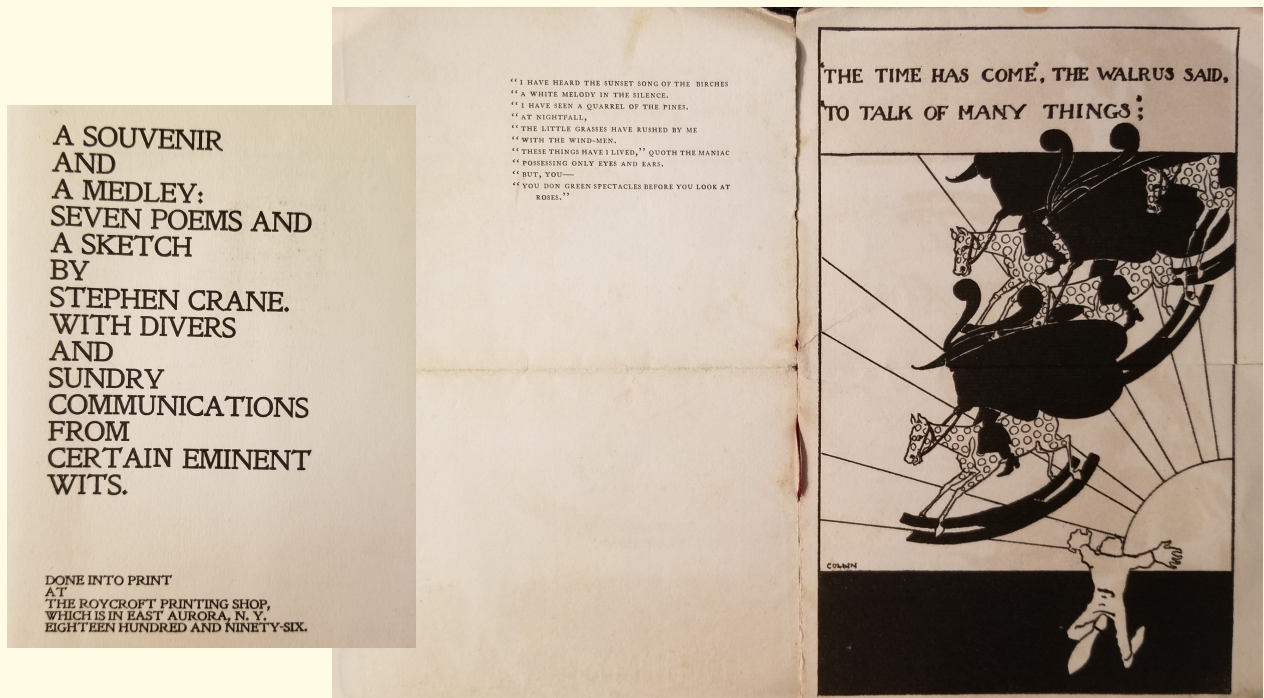 A SOUVENIR
AND
A MEDLEY:
SEVEN POEMS AND
A SKETCH
BY
STEPHEN CRANE.
WITH DIVERS
AND
SUNDRY
COMMUNICATIONS
FROM
CERTAIN EMINENT
WITS.
DONE INTO PRINT
AT
THE ROYCROFT PRINTING SHOP,
WHICH IS IN EAST AURORA, N. Y.
EIGHTEEN HUNDRED AND NINETY-SIX.
“I HAVE HEARD THE SUNSET SONG OF THE BIRCHES
“A WHITE MELODY IN THE SILENCE.
“I HAVE SEEN A QUARREL OF THE PINES.
“AT NIGHTFALL,
“THE LITTLE GRASSES HAVE RUSHED BY ME
“WITH THE WIND-MEN.
“THESE THINGS HAVE I LIVED,” QUOTH THE MANIAC
“POSSESSING ONLY EYES AND EARS.
“BUT, YOU—
“YOU DON GREEN SPECTACLES BEFORE YOU LOOK AT
ROSES.”
'THE TIME HAS COME', THE WALRUS SAID,
'TO TALK OF MANY THINGS';